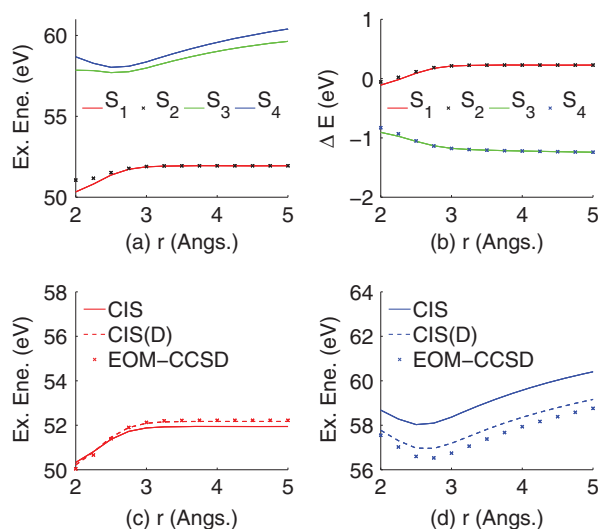 60
55
50
Ex. Ene. (eV)
S1 S2 S3 S4
2 3 4 5
(a) r (Angs.)
1
0
−1
−2
Δ E (eV)
S1 S2 S3 S4
2 3 4 5
(b) r (Angs.)
58
56
54
52
50
Ex. Ene. (eV)
CIS
CIS(D)
EOM−CCSD
2 3 4 5
(c) r (Angs.)
64
62
60
58
56
Ex. Ene. (eV)
CIS
CIS(D)
EOM−CCSD
2 3 4 5
(d) r (Angs.)